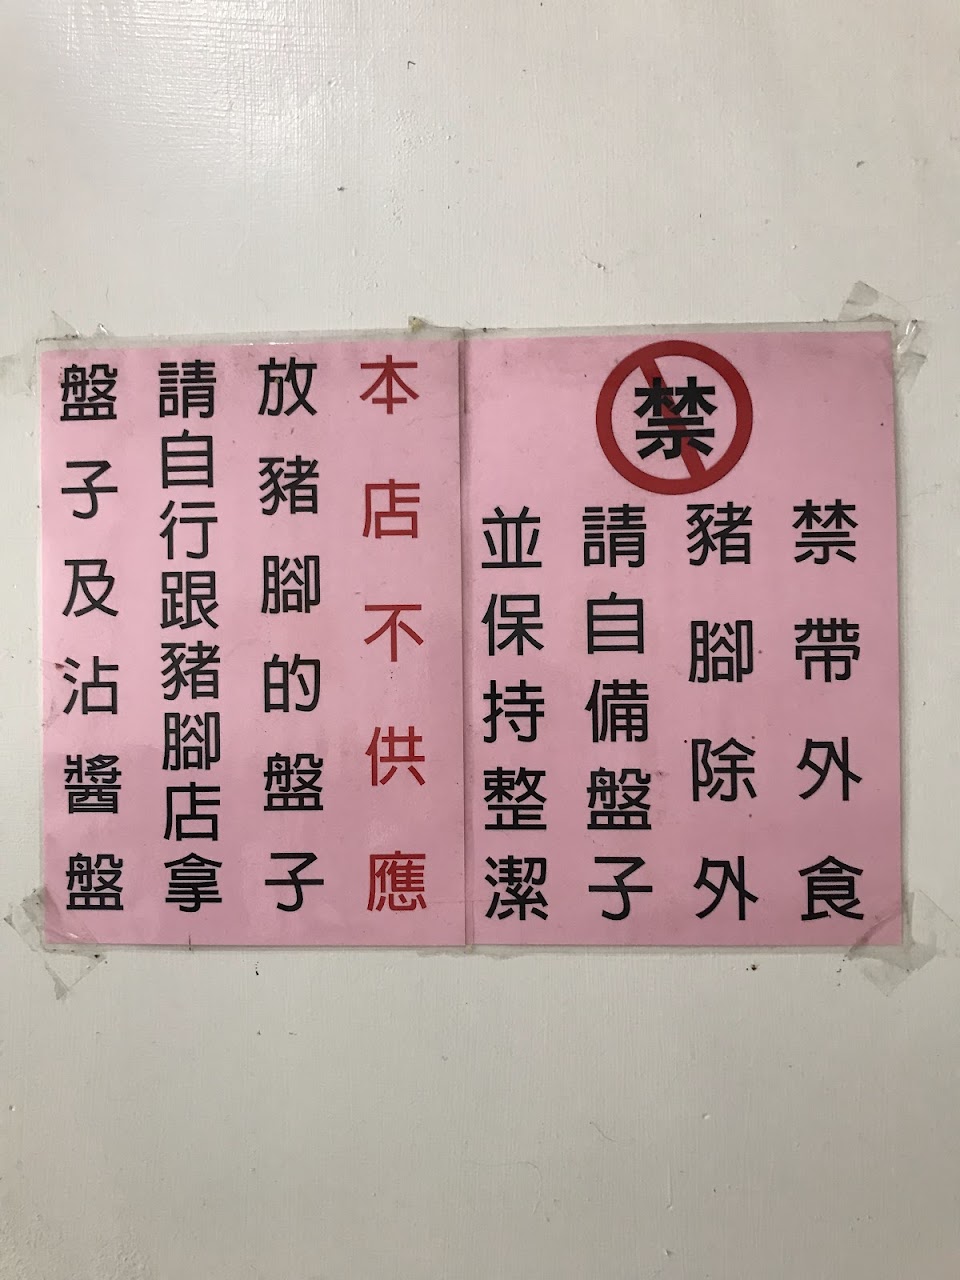 禁
禁帶外食
豬腳除外
請自備盤子
並保持整潔
本店不供應
放豬腳的盤子
請自行跟豬腳店拿
盤子及沾醬盤